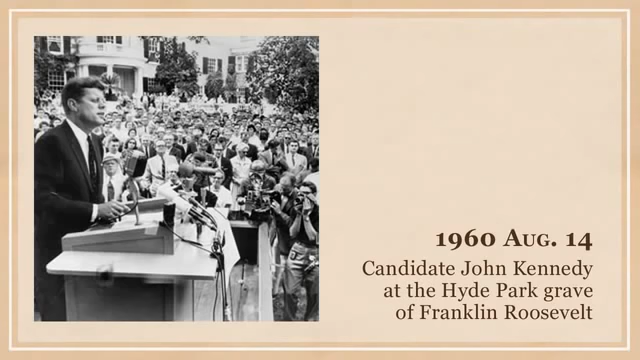 1960 Aug. 14
Candidate John Kennedy
at the Hyde Park grave
of Franklin Roosevelt